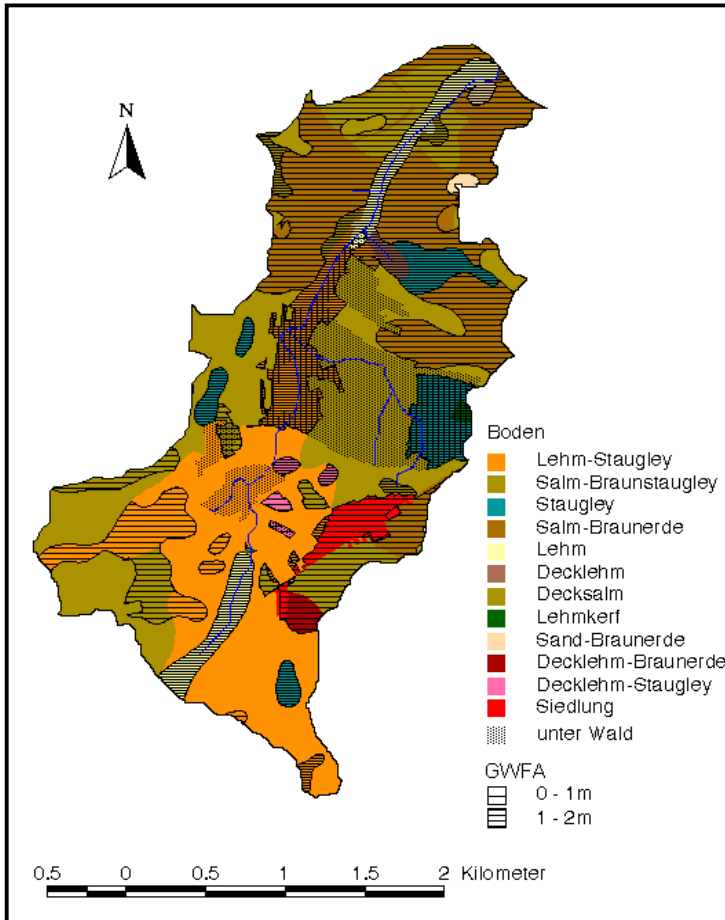 N
Boden
Lehm-Staugley
Salm-Braunstaugley
Staugley
Salm-Braunerde
Lehm
Decklehm
Decksalm
Lehmkerf
Sand-Braunerde
Decklehm-Braunerde
Decklehm-Staugley
Siedlung
unter Wald
GWFA
0 - 1m
1 - 2m
0.5 0 0.5 1 1.5 2 Kilometer